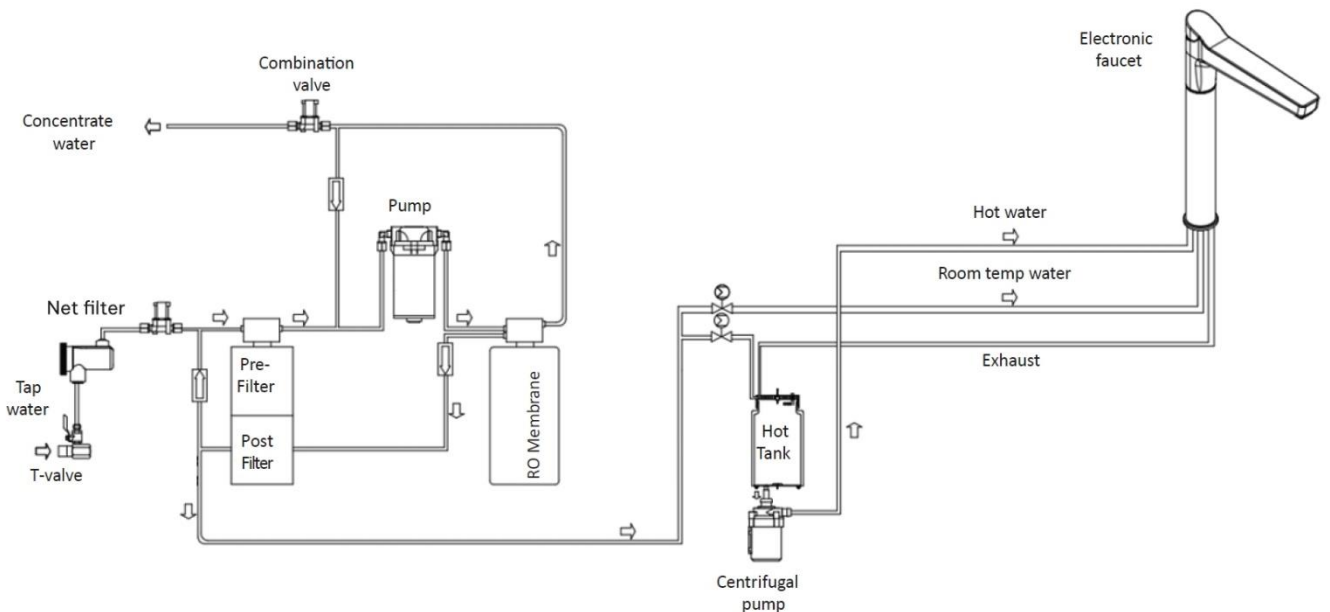 Electronic
faucet
Combination
valve
Concentrate
water
Pump
Hot water
Room temp water
Net filter
Exhaust
Pre-
Filter
Tap
water
Post
Filter
RO Membrane
Hot
Tank
T-valve
Centrifugal
pump